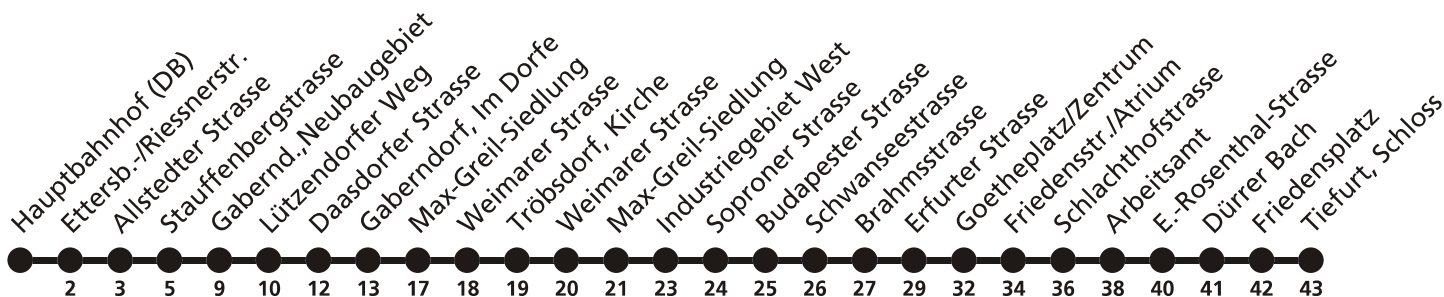 Hauptbahnhof (DB)
Ettersb.-/Riessnerstr.
Allstedter Strasse
Stauffenbergstrasse
Gabernd.,Neubaugebiet
Lützendorfer Weg
Daasdorfer Strasse
Gaberndorf, Im Dorfe
Max-Greil-Siedlung
Weimarer Strasse
Tröbsdorf, Kirche
Weimarer Strasse
Max-Greil-Siedlung
Industriegebiet West
Soproner Strasse
Budapester Strasse
Schwanseestrasse
Brahmsstrasse
Erfurter Strasse
Goetheplatz/Zentrum
Friedensstr./Atrium
Schlachthofstrasse
Arbeitsamt
E.-Rosenthal-Strasse
Dürrer Bach
Friedensplatz
Tiefurt, Schloss
2 3 5 9 10 12 13 17 18 19 20 21 23 24 25 26 27 29 32 34 36 38 40 41 42 43